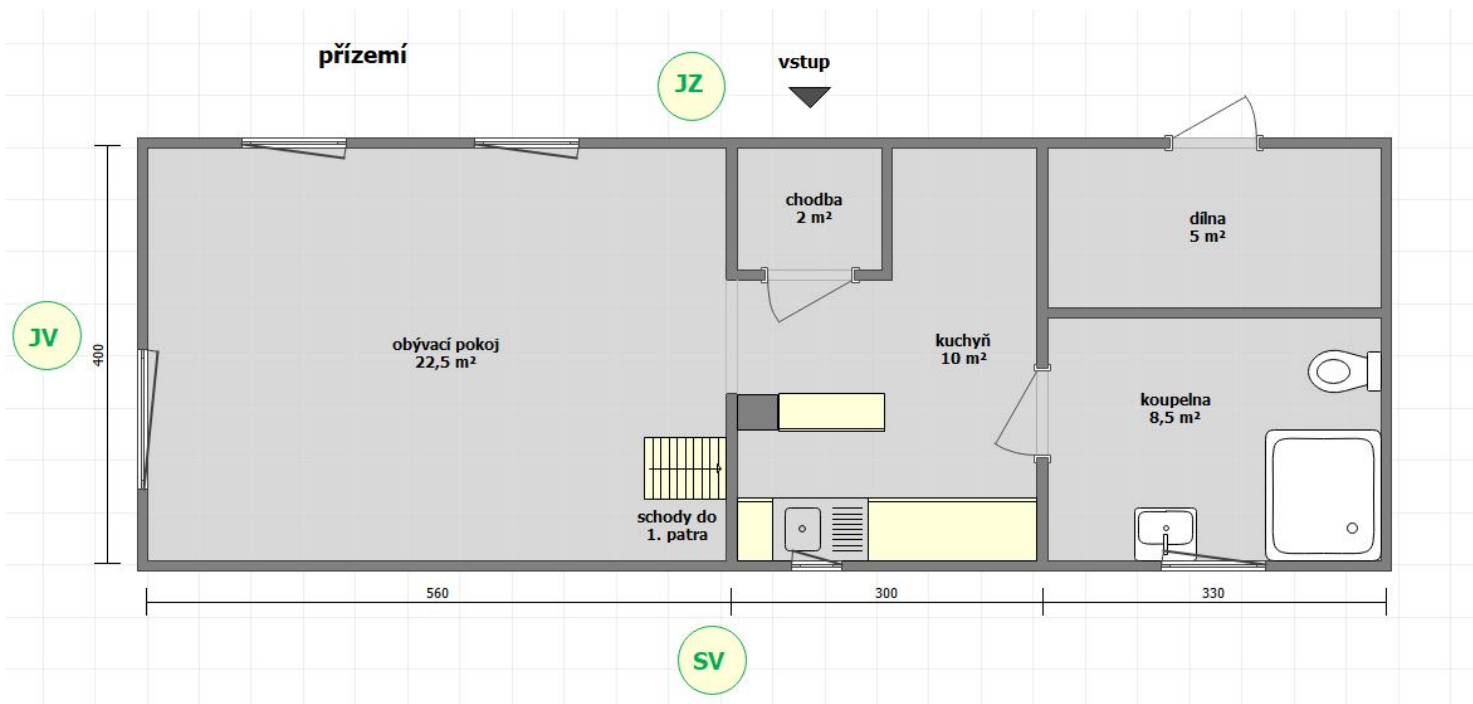 přízemí
JZ
vstup
chodba
2 m²
dílna
5 m²
JV
400
obývací pokoj
22,5 m²
kuchyň
10 m²
koupelna
8,5 m²
schody do
1. patra
560
300
330
SV